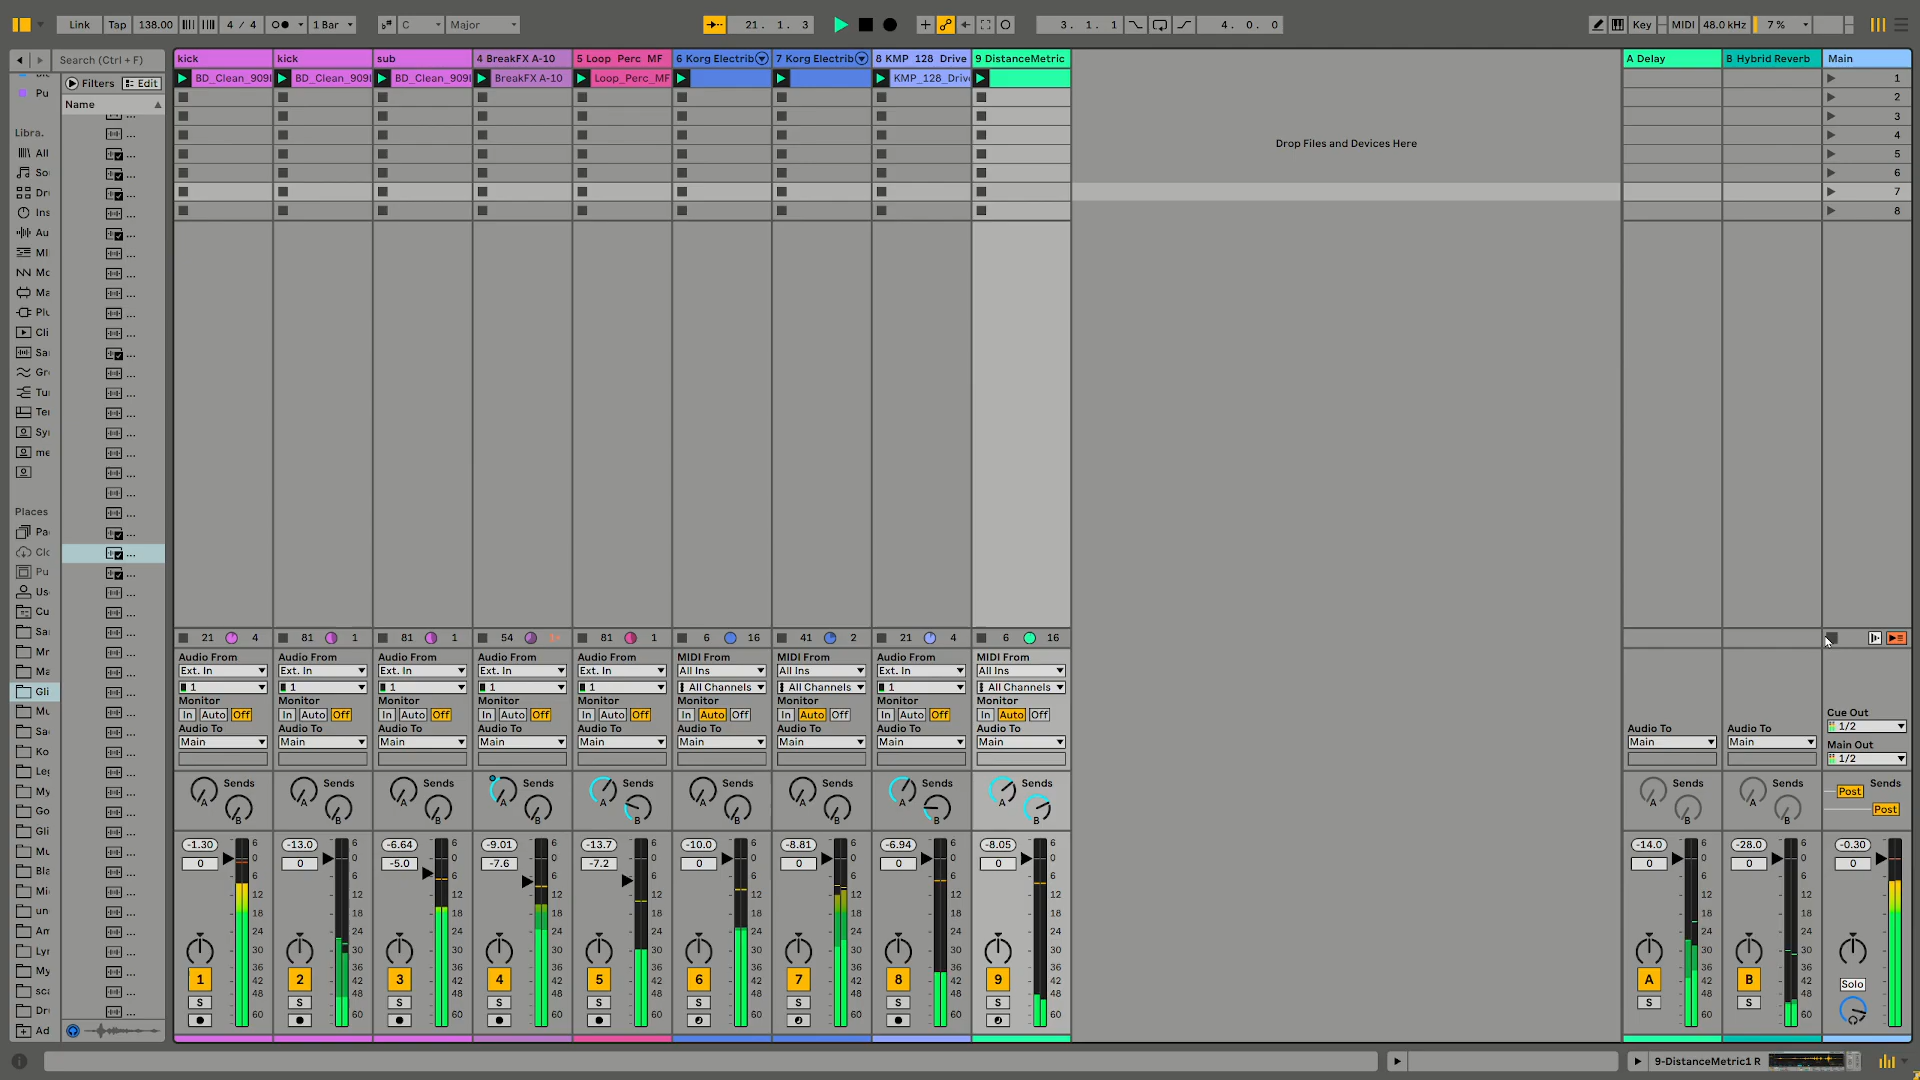 Link Tap 138.00 4 / 4 1 Bar C Major 21. 1. 3 3. 1. 1 4. 0. 0 Key MIDI 48.0 kHz 7 %
Search (Ctrl + F)
Filters Edit
Name
Pu
Libra.
All
So
Dr
Ins
Au
MI
Mc
Ma
Plu
Cli
Sa
Gr
Tu
Te
Sy
me
Places
Pa
Clo
Pu
Us
Cu
Sa
Mr
Ma
Gli
Mu
Sa
Ko
Le
My
Go
Gli
Mu
Bla
Mi
un
Am
Lyr
My
sc
Dr
Ad
kick kick sub 4 BreakFX A-10 5 Loop Perc MF 6 Korg Electrib 7 Korg Electrib 8 KMP 128 Drive 9 DistanceMetric A Delay B Hybrid Reverb Main
BD_Clean_909 BD_Clean_909 BD_Clean_909 BreakFX A-10 Loop_Perc_MF KMP_128_Driv 1
2
3
4
5
6
7
8
Drop Files and Devices Here
21 4 81 1 81 1 54 81 1 6 16 41 2 21 4 6 16
Audio From Audio From Audio From Audio From Audio From MIDI From MIDI From Audio From MIDI From
Ext. In Ext. In Ext. In Ext. In Ext. In All Ins All Ins Ext. In All Ins
1 1 1 1 1 All Channels All Channels 1 All Channels
Monitor Monitor Monitor Monitor Monitor Monitor Monitor Monitor Monitor
In Auto Off In Auto Off In Auto Off In Auto Off In Auto Off In Auto Off In Auto Off In Auto Off In Auto Off
Audio To Audio To Audio To Audio To Audio To Audio To Audio To Audio To Audio To Audio To Audio To
Main Main Main Main Main Main Main Main Main Main Main
Cue Out
1/2
Main Out
1/2
Sends Sends Sends Sends Sends Sends Sends Sends Sends Sends Sends Sends
A A A A A A A A A A A Post
B B B B B B B B B B B Post
-1.30 -13.0 -6.64 -9.01 -13.7 -10.0 -8.81 -6.94 -8.05 -14.0 -28.0 -0.30
0 0 -5.0 -7.6 -7.2 0 0 0 0 0 0 0
6 6 6 6 6 6 6 6 6 6 6 6
0 0 0 0 0 0 0 0 0 0 0 0
6 6 6 6 6 6 6 6 6 6 6 6
12 12 12 12 12 12 12 12 12 12 12 12
18 18 18 18 18 18 18 18 18 18 18 18
24 24 24 24 24 24 24 24 24 24 24 24
30 30 30 30 30 30 30 30 30 30 30 30
36 36 36 36 36 36 36 36 36 36 36 36
42 42 42 42 42 42 42 42 42 42 42 42
48 48 48 48 48 48 48 48 48 48 48 48
60 60 60 60 60 60 60 60 60 60 60 60
1 2 3 4 5 6 7 8 9 A B Solo
S S S S S S S S S S S
9-DistanceMetric1 R